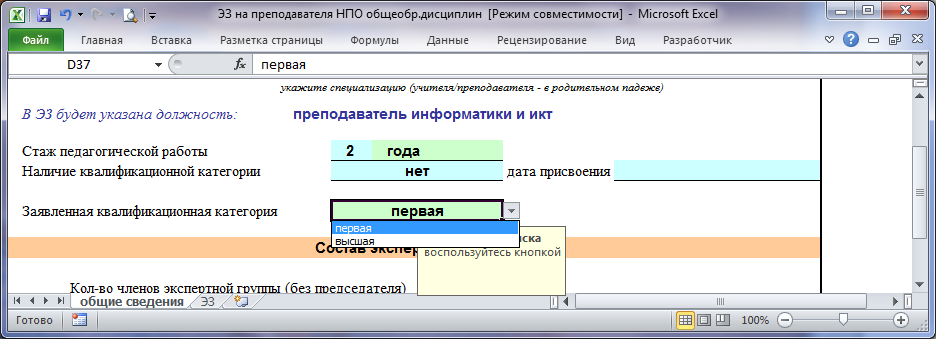 ЭЗ на преподавателя НПО общеобр.дисциплин [Режим совместимости] - Microsoft Excel
Файл Главная Вставка Разметка страницы Формулы Данные Рецензирование Вид Разработчик
D37 fx первая
укажите специализацию (учителя/преподавателя - в родительном падеже)
В ЭЗ будет указана должность: преподаватель информатики и икт
Стаж педагогической работы 2 года
Наличие квалификационной категории нет дата присвоения
Заявленная квалификационная категория первая
первая
высшая
Состав экспер
ска
воспользуйтесь кнопкой
Кол-во членов экспертной группы (без председателя)
общие сведения ЭЗ
Готово 100%